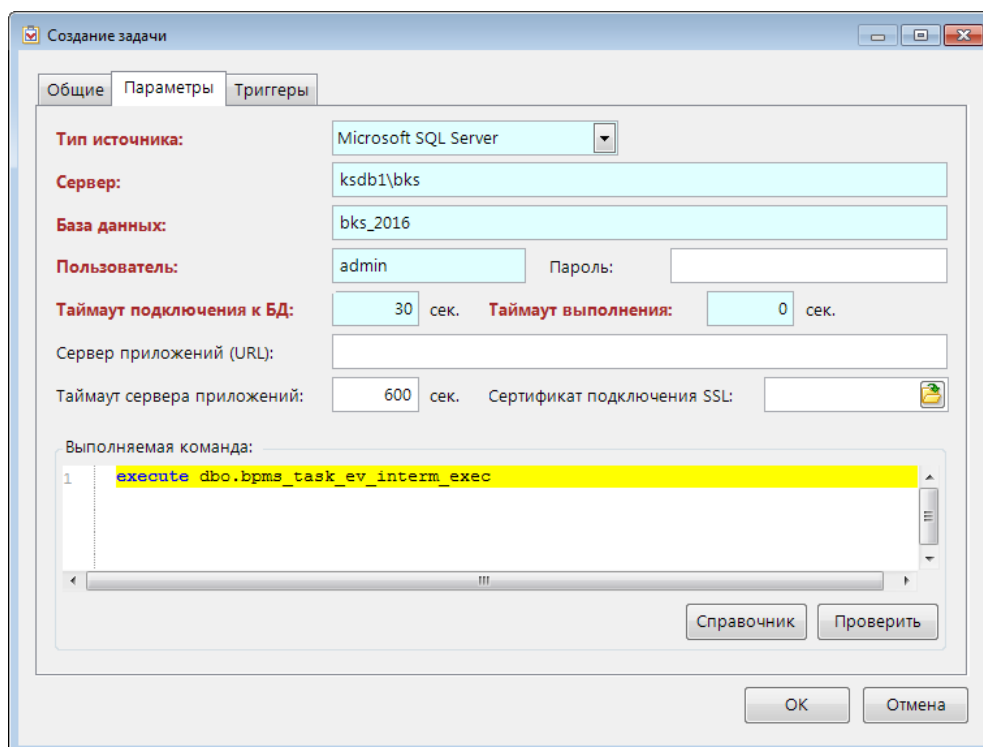 Создание задачи
Общие Параметры Триггеры
Тип источника: Microsoft SQL Server
Сервер: ksdb1\bks
База данных: bks_2016
Пользователь: admin Пароль:
Таймаут подключения к БД: 30 сек. Таймаут выполнения: 0 сек.
Сервер приложений (URL):
Таймаут сервера приложений: 600 сек. Сертификат подключения SSL:
Выполняемая команда:
1 execute dbo.bpms_task_ev_interm_exec
Справочник Проверить
OK Отмена